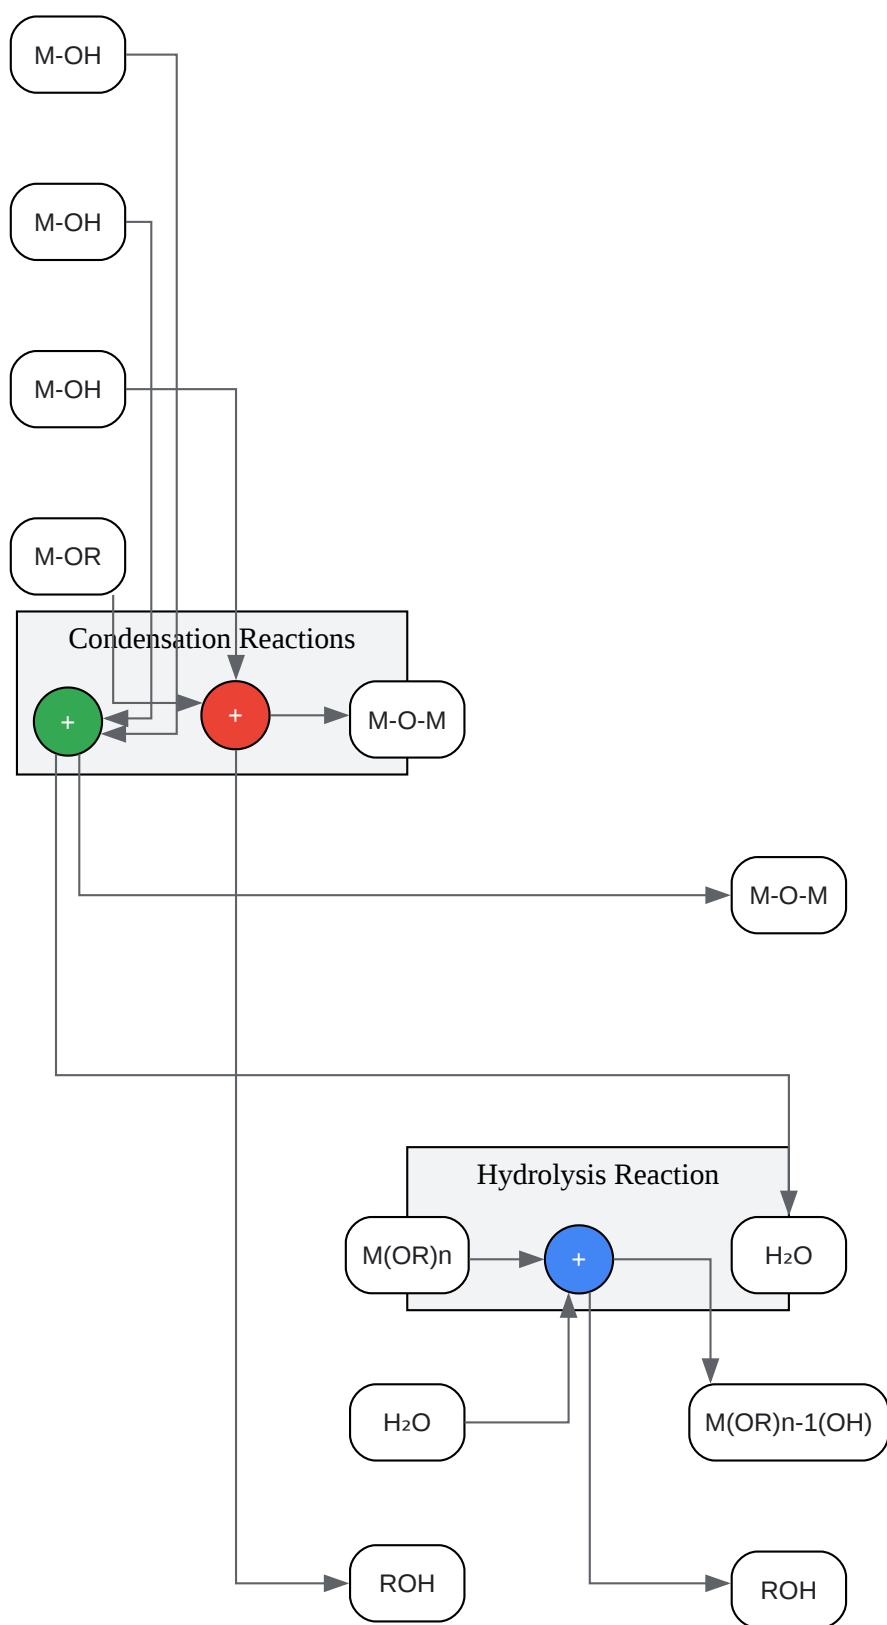 M-OH
M-OH
M-OH
M-OR
Condensation Reactions
+
+
M-O-M
M-O-M
Hydrolysis Reaction
M(OR)n
+
H₂O
H₂O
M(OR)n-1(OH)
ROH
ROH